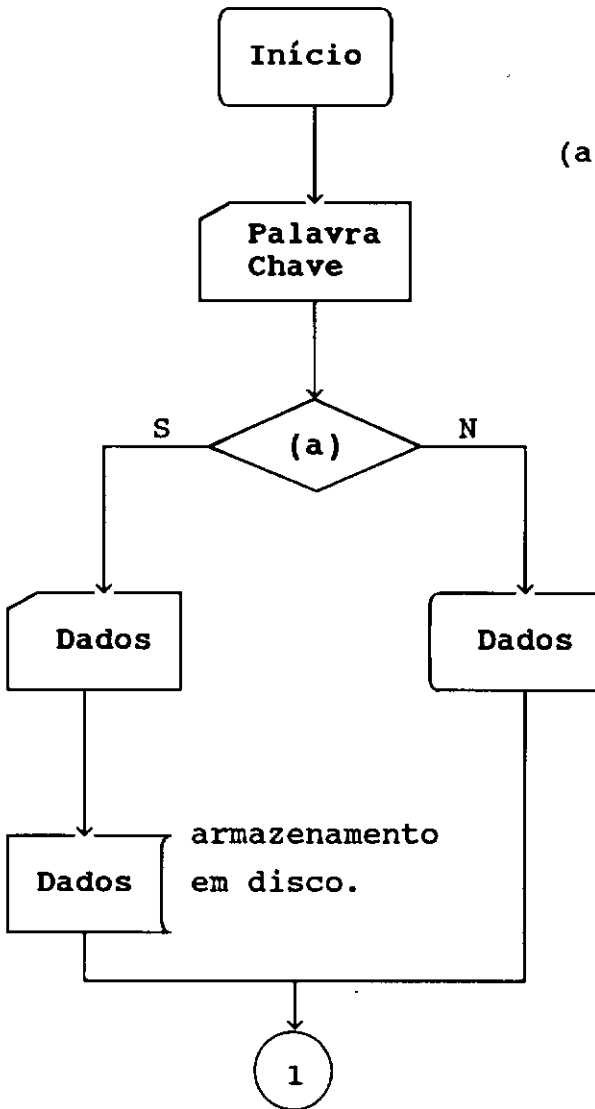 Início
(a
Palavra
Chave
S
(a)
N
Dados
Dados
armazenamento
em disco.
Dados
1